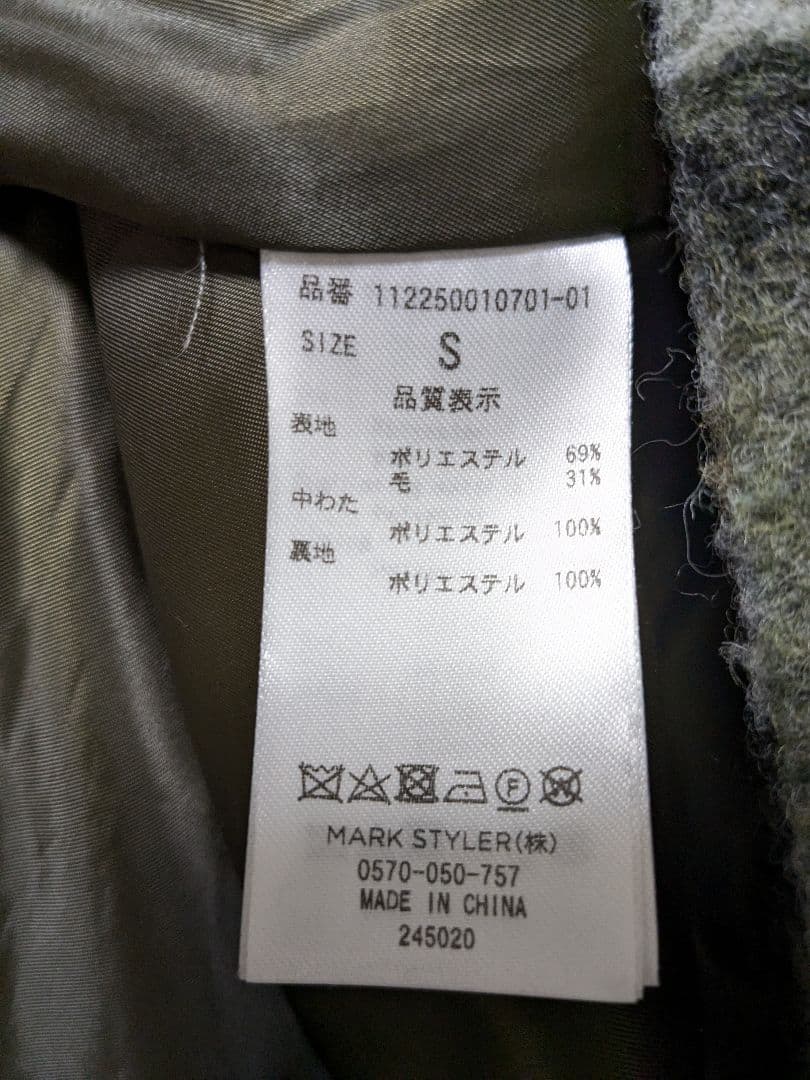 品番 112250010701-01
SIZE S
品質表示
表地
ポリエステル 69%
毛 31%
中わた
ポリエステル 100%
裏地
ポリエステル 100%
F W
MARK STYLER(株)
0570-050-757
MADE IN CHINA
245020